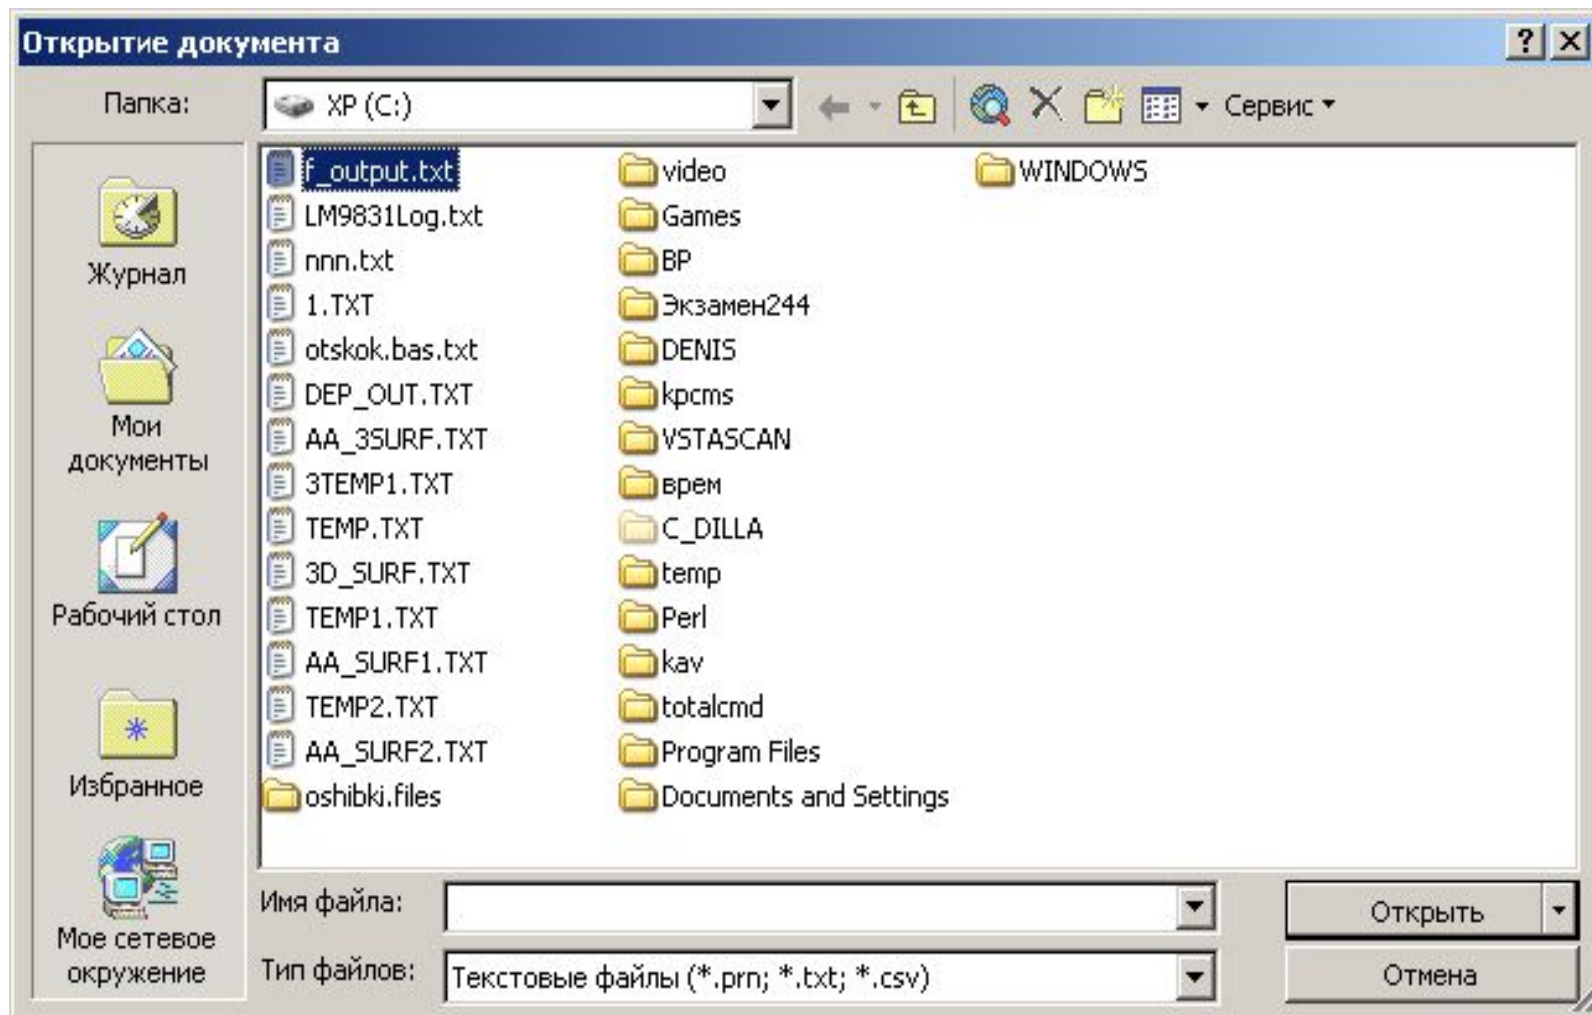 Открытие документа
Папка:
XP (C:)
Сервис
Журнал
Мои
документы
Рабочий стол
Избранное
Мое сетевое
окружение
f_output.txt
LM9831Log.txt
nnn.txt
1.TXT
otskok.bas.txt
DEP_OUT.TXT
AA_3SURF.TXT
3TEMP1.TXT
TEMP.TXT
3D_SURF.TXT
TEMP1.TXT
AA_SURF1.TXT
TEMP2.TXT
AA_SURF2.TXT
oshibki.files
video
Games
BP
Экзамен244
DENIS
kpcms
VSTASCAN
врем
C_DILLA
temp
Perl
kav
totalcmd
Program Files
Documents and Settings
WINDOWS
Имя файла:
Открыть
Тип файлов:
Текстовые файлы (*.prn; *.txt; *.csv)
Отмена